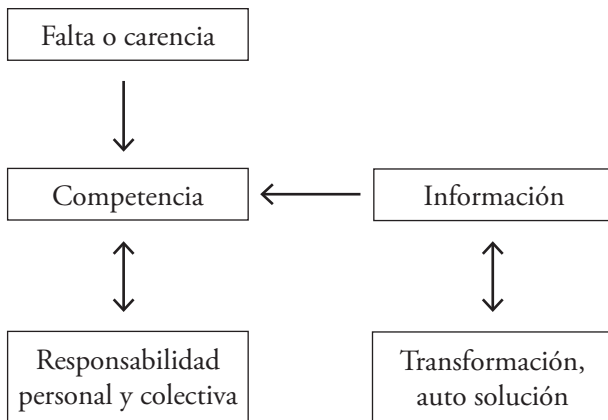 Falta o carencia
Competencia
Información
Responsabilidad
personal y colectiva
Transformación,
auto solución